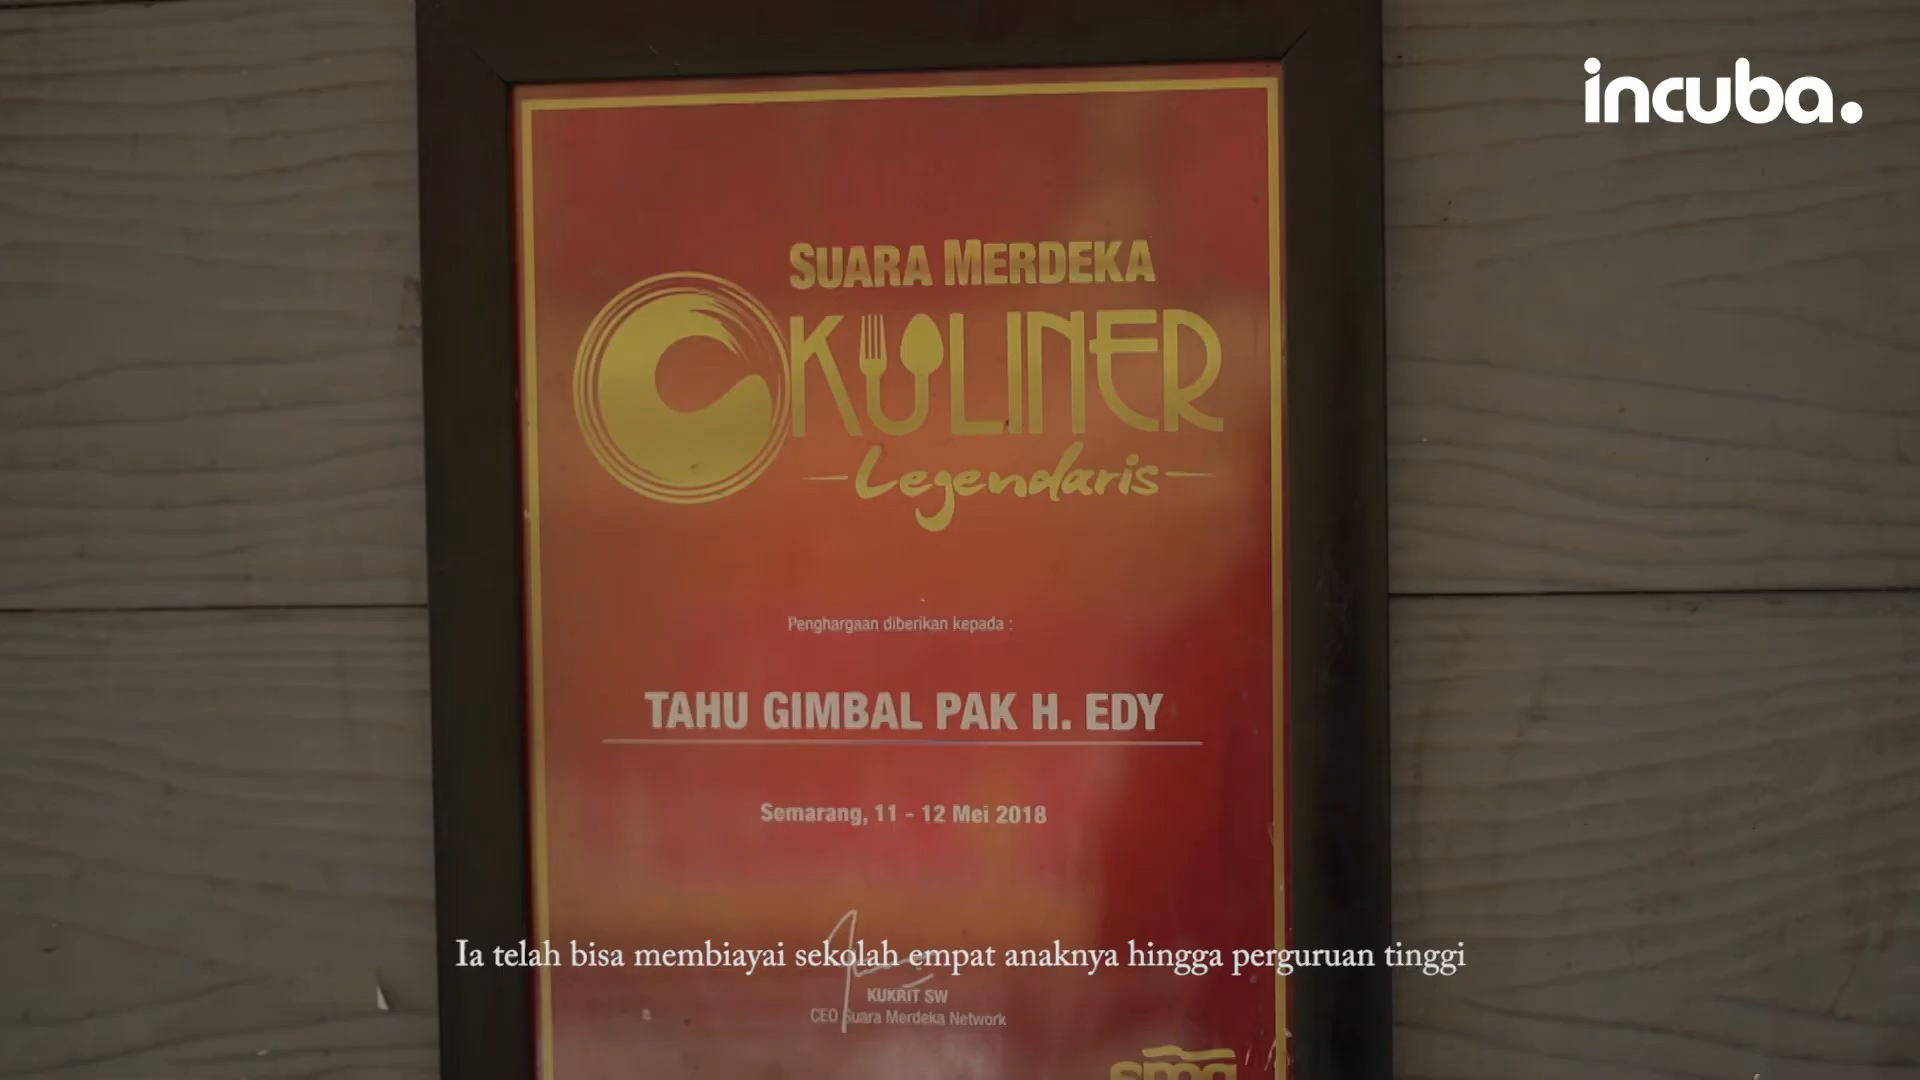 incuba.
SUARA MERDEKA
KULINER
Legendaris
Penghargaan diberikan kepada :
TAHU GIMBAL PAK H. EDY
Semarang, 11 - 12 Mei 2018
Ia telah bisa membiayai sekolah empat anaknya hingga perguruan tinggi
KUKRIT SW
CEO Suara Merdeka Network